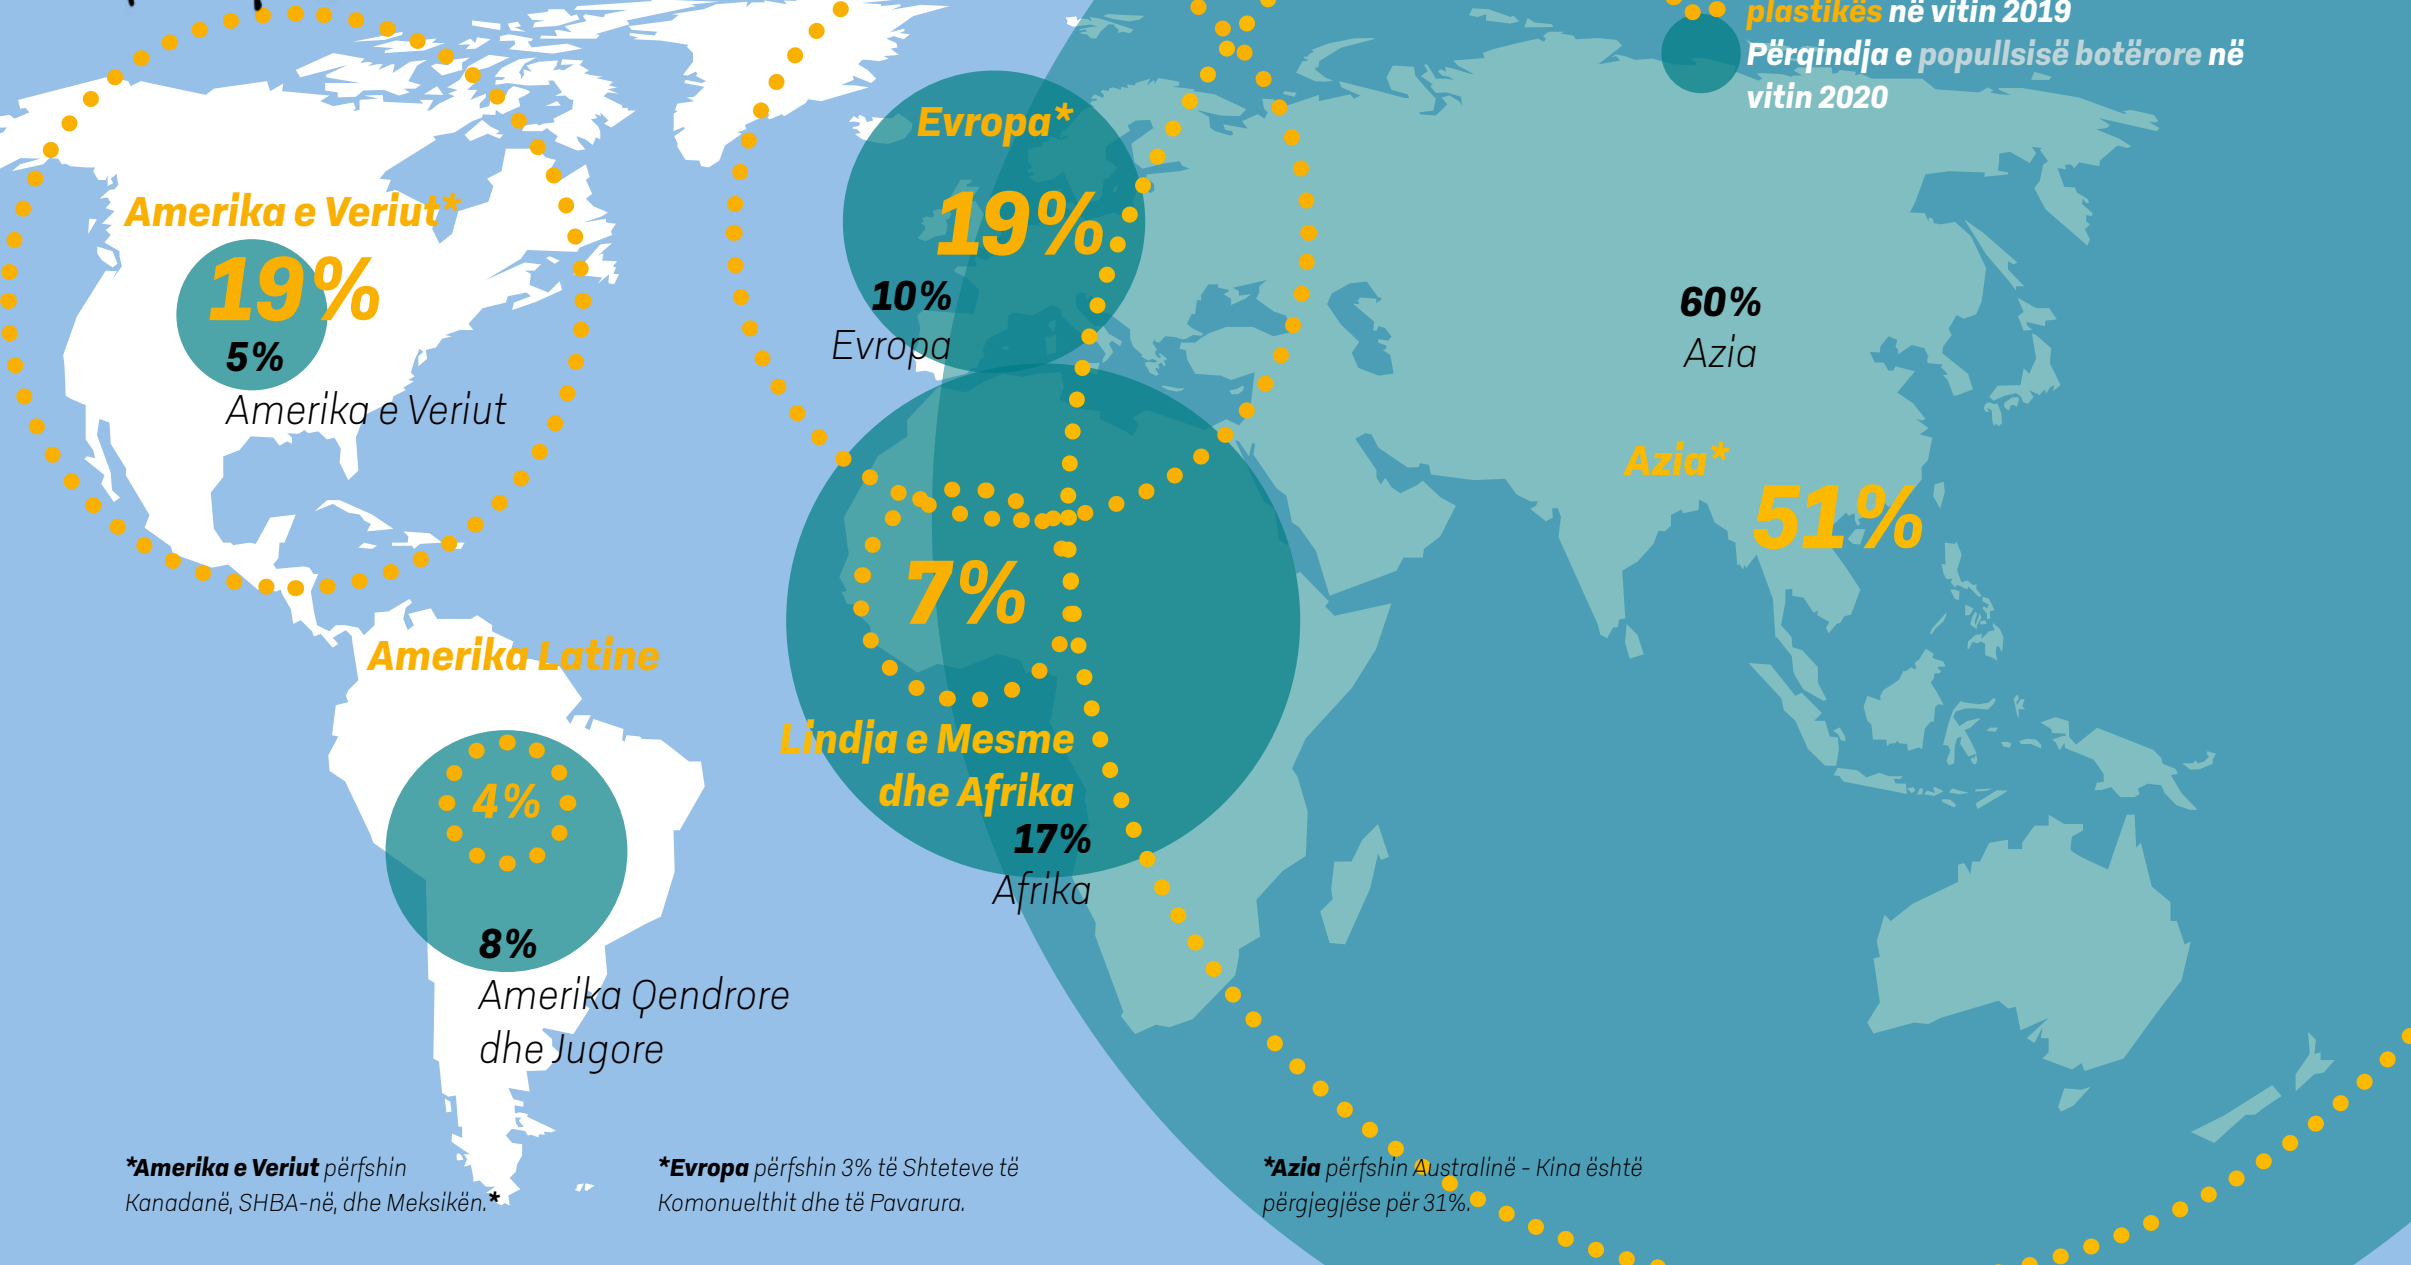 plastikës në vitin 2019
Përqindja e popullsisë botërore në
vitin 2020
Evropa*
19%
10%
Evropa
Amerika e Veriut*
19%
5%
Amerika e Veriut
60%
Azia
Azia*
51%
7%
Lindja e Mesme
dhe Afrika
17%
Afrika
Amerika Latine
4%
8%
Amerika Qendrore
dhe Jugore
*Amerika e Veriut përfshin
Kanadanë, SHBA-në, dhe Meksikën.*
*Evropa përfshin 3% të Shteteve të
Komonuelthit dhe të Pavarura.
*Azia përfshin Australinë - Kina është
përgjegjëse për 31%.